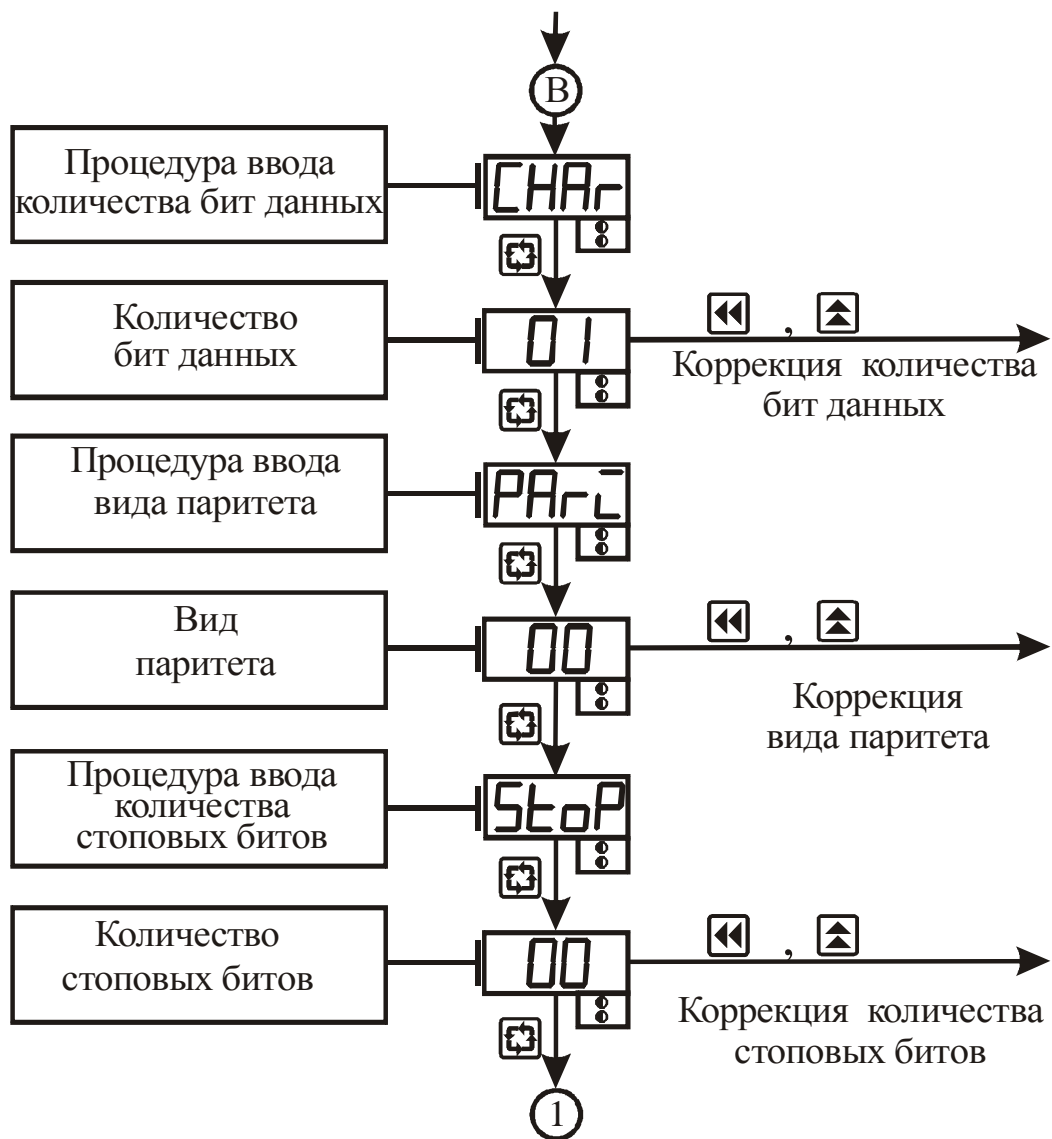 В
Процедура ввода
количества бит данных
CHAr
Количество
бит данных
01
,
Коррекция количества
бит данных
Процедура ввода
вида паритета
PAri
Вид
паритета
00
,
Коррекция
вида паритета
Процедура ввода
количества
стоповых битов
StoP
Количество
стоповых битов
00
,
Коррекция количества
стоповых битов
1